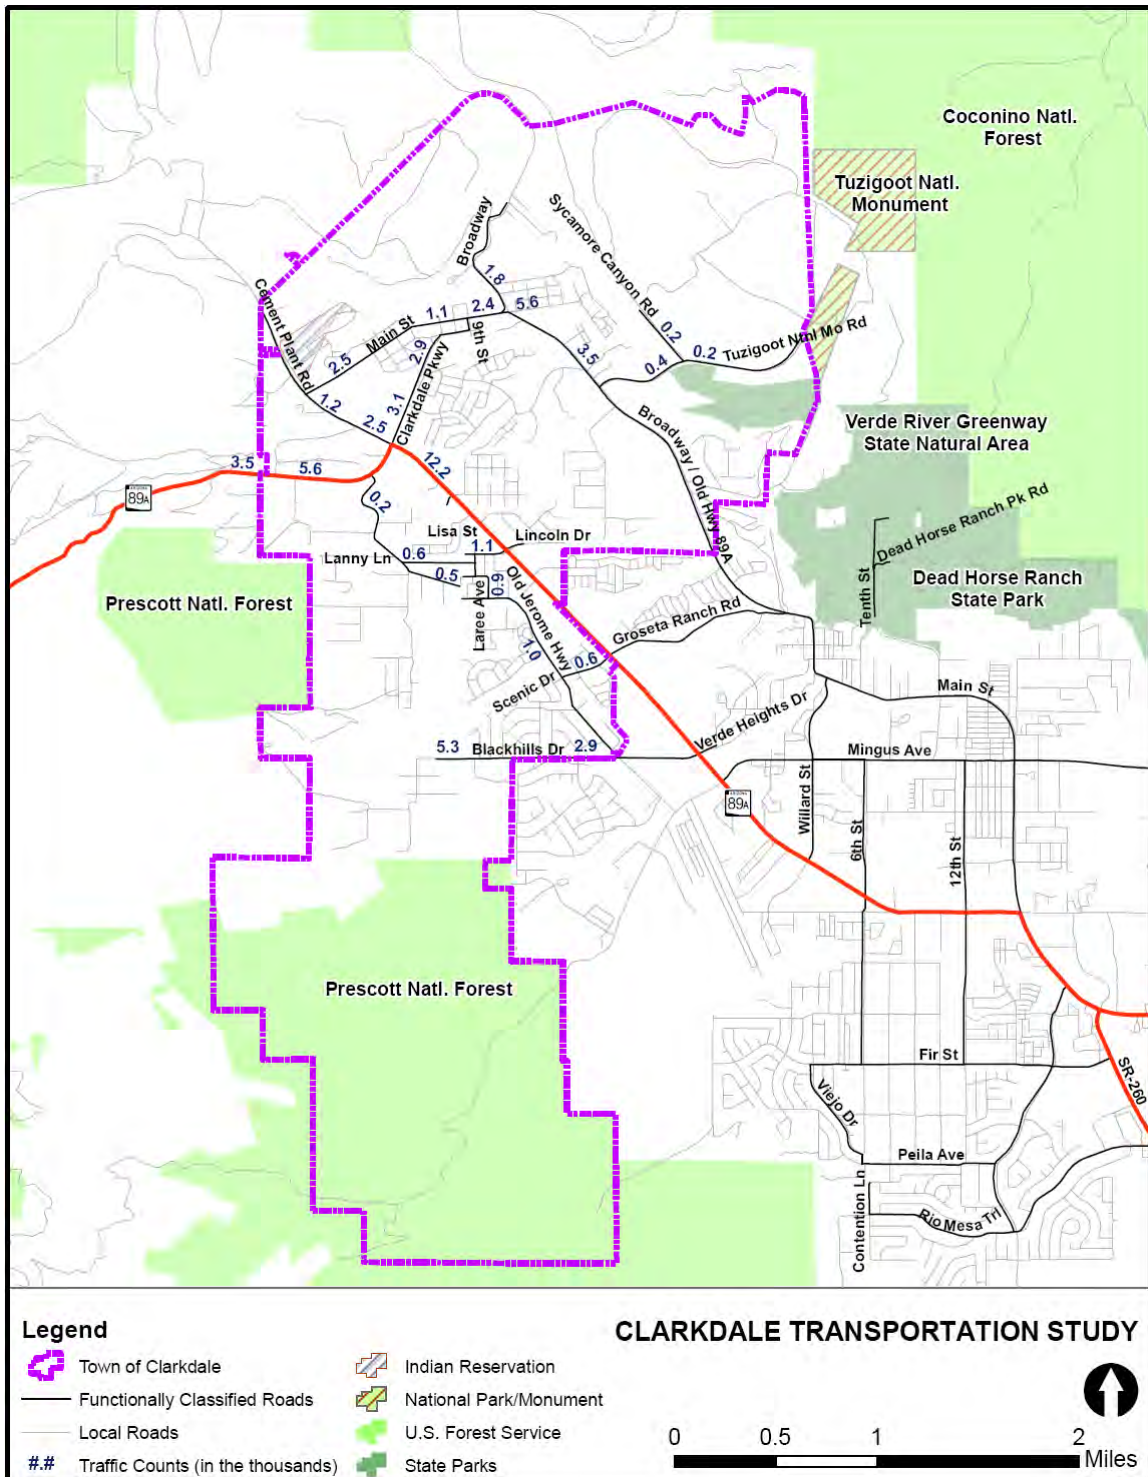 Coconino Natl.
Forest
Tuzigoot Natl.
Monument
Broadway
Sycamore Canyon Rd
Cement Plant Rd
1.8
1.1
2.4
5.6
Main St
9th St
2.9
2.5
3.5
0.2
0.2
Tuzigoot Ntnl Mo Rd
0.4
1.2
2.5
3.1
Clarkdale Pkwy
Broadway / Old Hwy 89A
Verde River Greenway
State Natural Area
3.5
5.6
12.2
89A
0.2
Lisa St
Lincoln Dr
1.1
Lanny Ln
0.6
0.5
0.9
Laree Ave
Old Jerome Hwy
Dead Horse Ranch Pk Rd
Tenth St
Dead Horse Ranch
State Park
Prescott Natl. Forest
Groseta Ranch Rd
1.0
0.6
Scenic Dr
Verde Heights Dr
Main St
5.3
Blackhills Dr
2.9
Mingus Ave
89A
Willard St
6th St
12th St
Prescott Natl. Forest
Fir St
SR-260
Viejo Dr
Peila Ave
Contention Ln
Rio Mesa Trl
Legend
Town of Clarkdale
Functionally Classified Roads
Local Roads
#.# Traffic Counts (in the thousands)
Indian Reservation
National Park/Monument
U.S. Forest Service
State Parks
CLARKDALE TRANSPORTATION STUDY
0 0.5 1 2
Miles